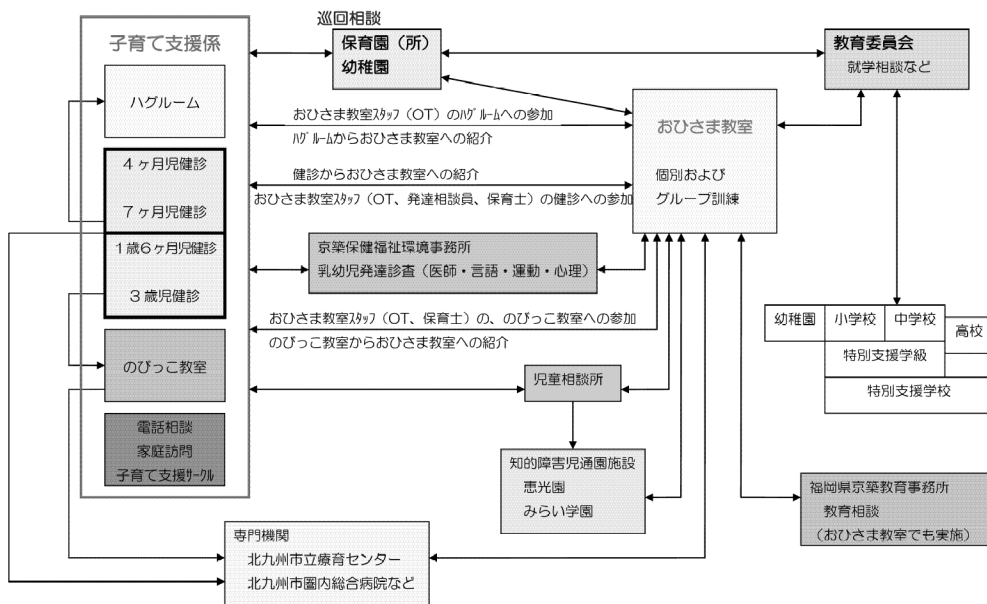 巡回相談
子育て支援係
ハグルーム
4ヶ月児健診
7ヶ月児健診
1歳6ヶ月児健診
3歳児健診
のびっこ教室
電話相談
家庭訪問
子育て支援ｻｰｸﾙ
保育園（所）
幼稚園
教育委員会
就学相談など
おひさま教室ｽﾀｯﾌ（OT）のﾊｸﾞﾙｰﾑへの参加
ﾊｸﾞﾙｰﾑからおひさま教室への紹介
おひさま教室
個別および
グループ訓練
健診からおひさま教室への紹介
おひさま教室ｽﾀｯﾌ（OT、発達相談員、保育士）の健診への参加
京築保健福祉環境事務所
乳幼児発達診査（医師・言語・運動・心理）
おひさま教室ｽﾀｯﾌ（OT、保育士）の、のびっこ教室への参加
のびっこ教室からおひさま教室への紹介
幼稚園
小学校
中学校
高校
特別支援学級
特別支援学校
児童相談所
知的障害児通園施設
恵光園
みらい学園
福岡県京築教育事務所
教育相談
（おひさま教室でも実施）
専門機関
北九州市立療育センター
北九州市圏内総合病院など